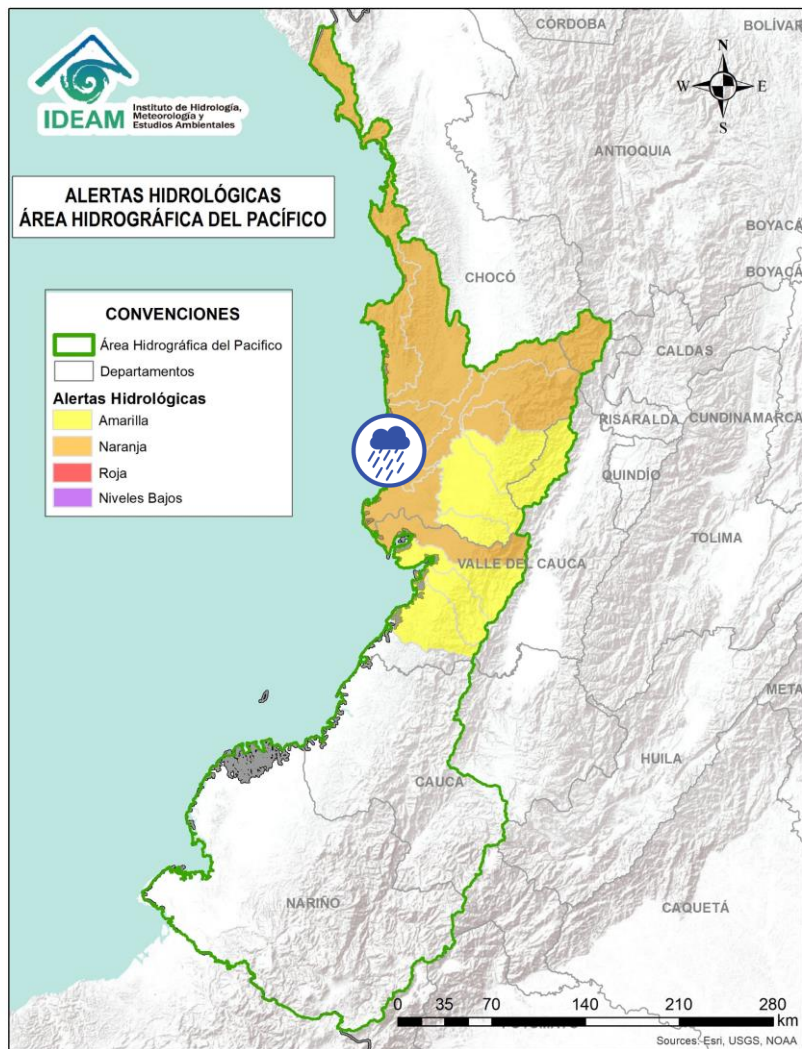 CÓRDOBA
BOLÍVAR
N
W
E
S
IDEAM
Instituto de Hidrología,
Meteorología y
Estudios Ambientales
ANTIOQUIA
ALERTAS HIDROLÓGICAS
ÁREA HIDROGRÁFICA DEL PACÍFICO
BOYACÁ
BOYACÁ
CHOCÓ
CONVENCIONES
Área Hidrográfica del Pacifico
Departamentos
Alertas Hidrológicas
Amarilla
Naranja
Roja
Niveles Bajos
CALDAS
RISARALDA
CUNDINAMARCA
QUINDÍO
TOLIMA
VALLE DEL CAUCA
META
HUILA
CAUCA
NARIÑO
CAQUETÁ
0 35 70 140 210 280
km
Sources: Esri, USGS, NOAA